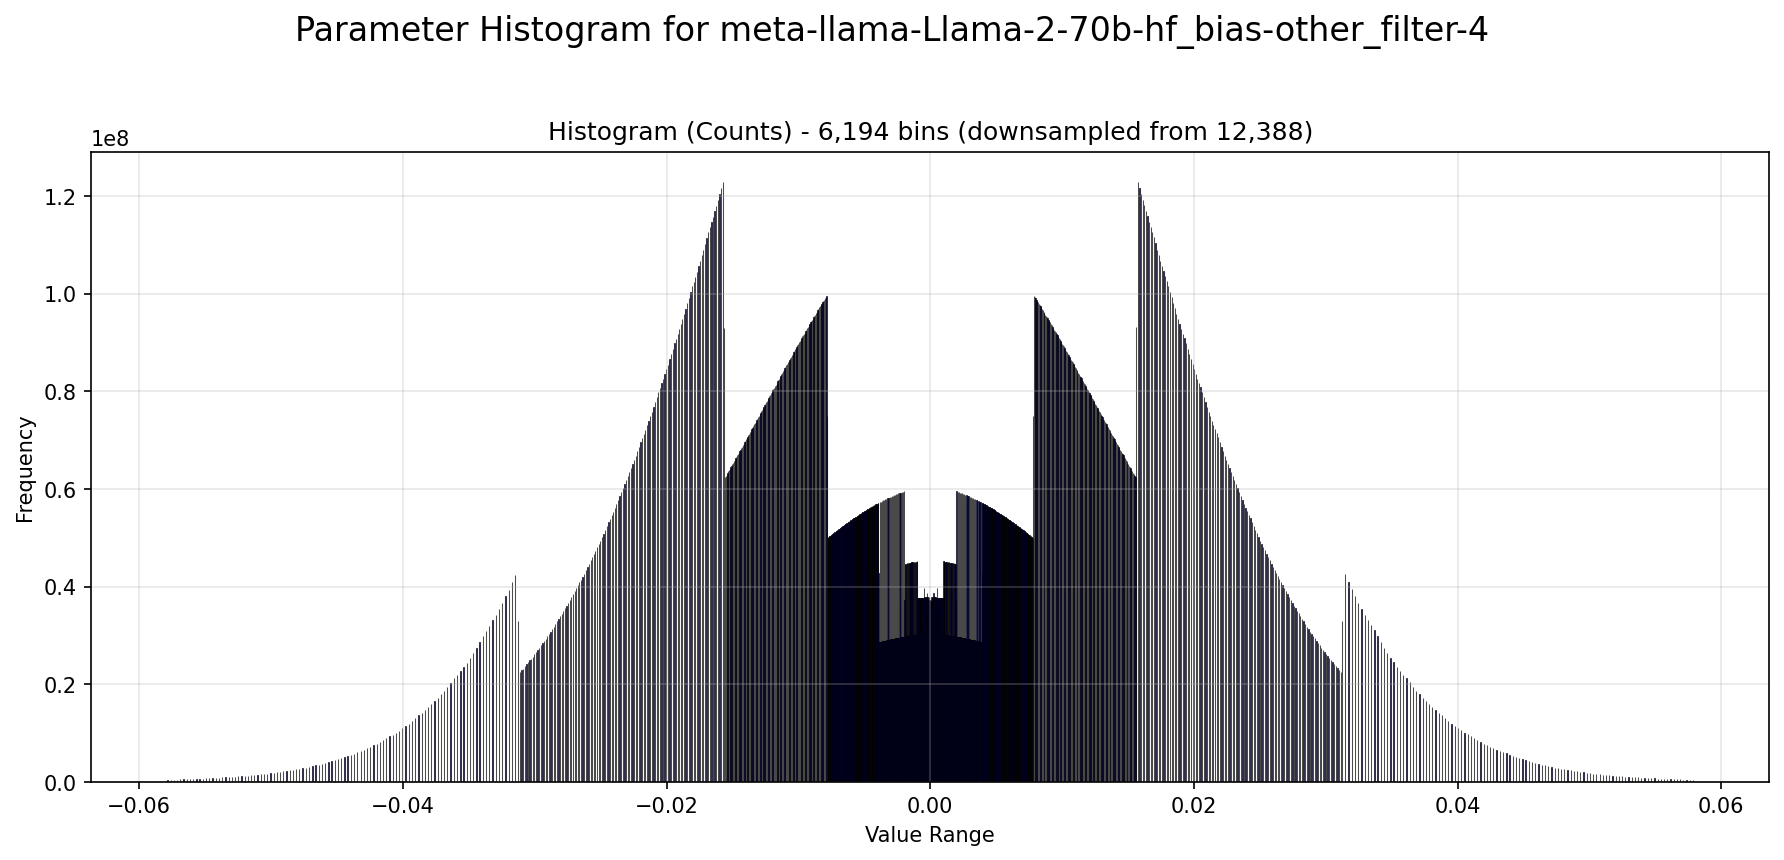 Parameter Histogram for meta-llama-Llama-2-70b-hf_bias-other_filter-4
Histogram (Counts) - 6,194 bins (downsampled from 12,388)
1e8
1.2
1.0
0.8
0.6
0.4
0.2
0.0
Frequency
−0.06 −0.04 −0.02 0.00 0.02 0.04 0.06
Value Range